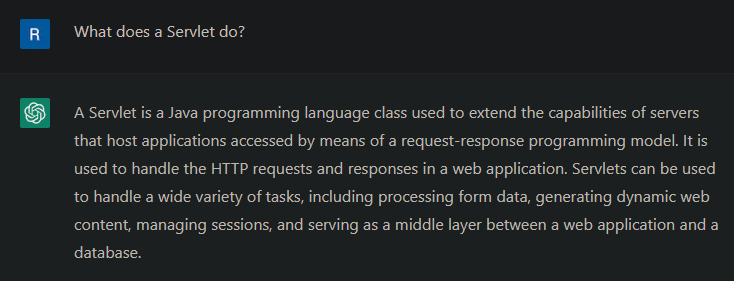 R
What does a Servlet do?
A Servlet is a Java programming language class used to extend the capabilities of servers
that host applications accessed by means of a request-response programming model. It is
used to handle the HTTP requests and responses in a web application. Servlets can be used
to handle a wide variety of tasks, including processing form data, generating dynamic web
content, managing sessions, and serving as a middle layer between a web application and a
database.